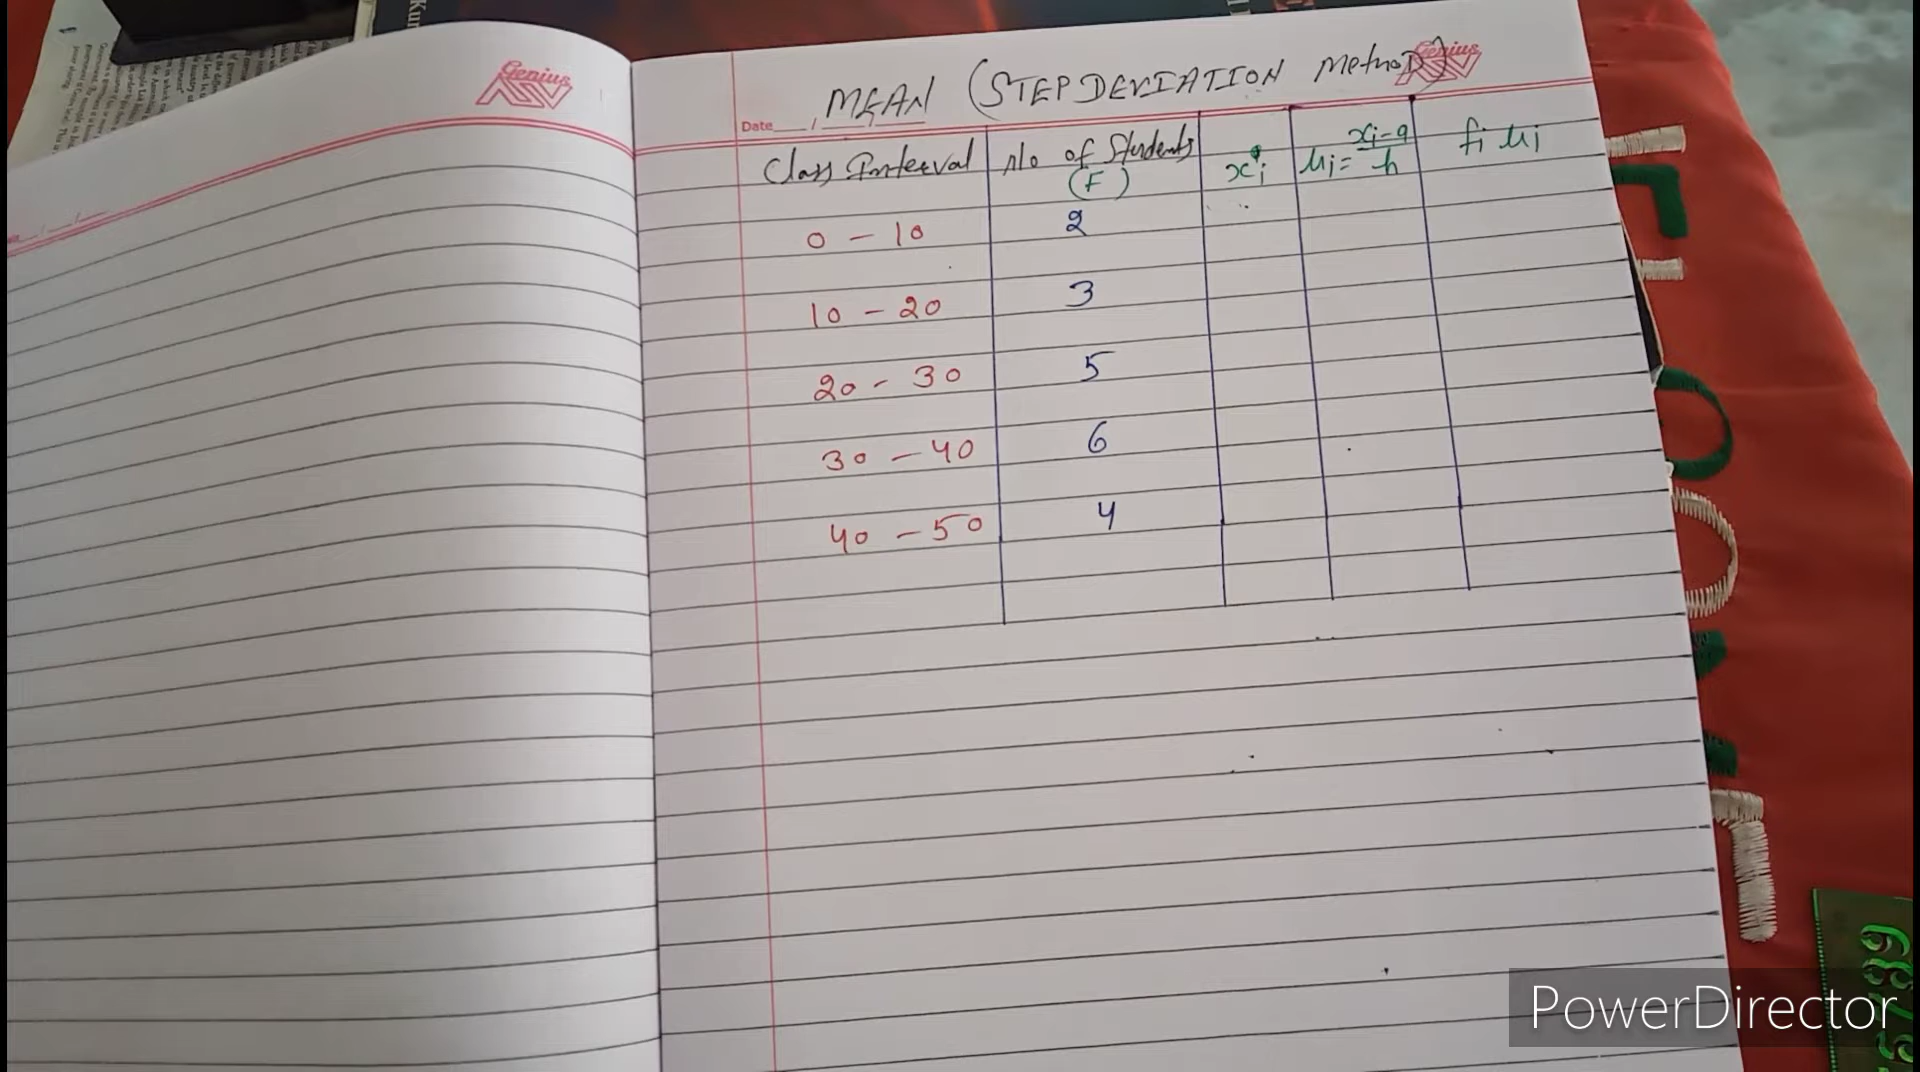 Genius
MEAN (STEP DEVIATION Method)
Genius
Date
Class Interval No of Students (F) xi ui = xi-a/h fi ui
0 - 10 2
10 - 20 3
20 - 30 5
30 - 40 6
40 - 50 4
PowerDirector